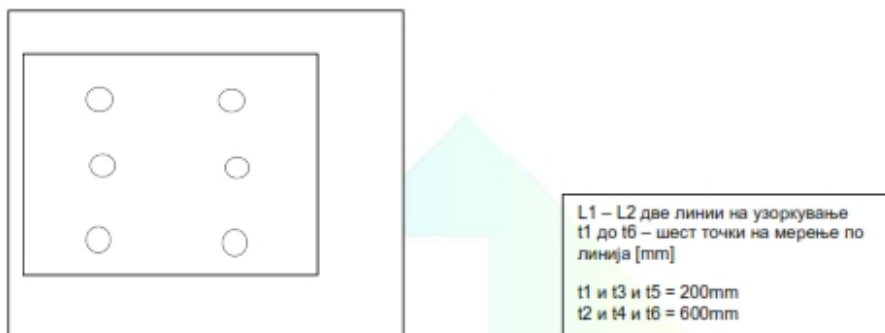 L1 – L2 две линии на узоркување
t1 до t6 – шест точки на мерење по
линија [mm]
t1 и t3 и t5 = 200mm
t2 и t4 и t6 = 600mm